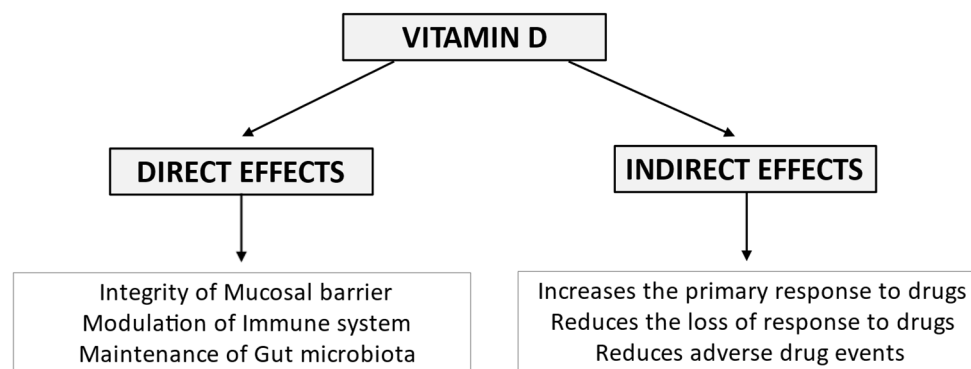 VITAMIN D
DIRECT EFFECTS
INDIRECT EFFECTS
Integrity of Mucosal barrier
Modulation of Immune system
Maintenance of Gut microbiota
Increases the primary response to drugs
Reduces the loss of response to drugs
Reduces adverse drug events